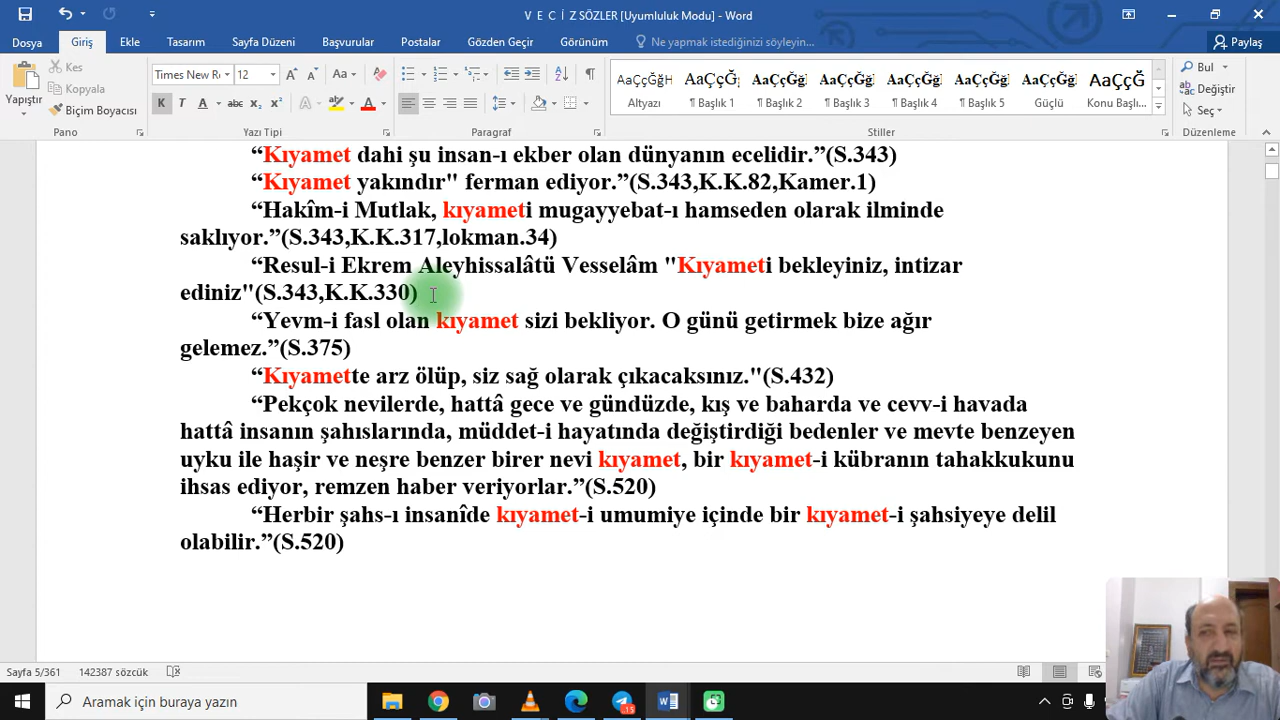 V E C İ Z SÖZLER [Uyumluluk Modu] - Word
Dosya Giriş Ekle Tasarım Sayfa Düzeni Başvurular Postalar Gözden Geçir Görünüm Ne yapmak istediğinizi söyleyin... Paylaş
Yapıştır
Kes
Kopyala
Biçim Boyacısı
Pano
Times New Ro 12
Aa
K T A abc x₂ x²
Yazı Tipi
Paragraf
AaÇçĞğH AaÇçĞğ AaÇçĞğ AaÇçĞğ AaÇçĞğ AaÇçĞğ AaÇçĞğ AaÇçĞ
Altyazı ¶ Başlık 1 ¶ Başlık 2 ¶ Başlık 3 ¶ Başlık 4 ¶ Başlık 5 Güçlü Konu Başlı...
Stiller
Bul
Değiştir
Seç
Düzenleme
“Kıyamet dahi şu insan-ı ekber olan dünyanın ecelidir.”(S.343)
“Kıyamet yakındır" ferman ediyor.”(S.343,K.K.82,Kamer.1)
“Hakîm-i Mutlak, kıyameti mugayyebat-ı hamseden olarak ilminde
saklıyor.”(S.343,K.K.317,lokman.34)
“Resul-i Ekrem Aleyhissalâtü Vesselâm "Kıyameti bekleyiniz, intizar
ediniz"(S.343,K.K.330)
“Yevm-i fasl olan kıyamet sizi bekliyor. O günü getirmek bize ağır
gelemez.”(S.375)
“Kıyamette arz ölüp, siz sağ olarak çıkacaksınız."(S.432)
“Pekçok nevilerde, hattâ gece ve gündüzde, kış ve baharda ve cevv-i havada
hattâ insanın şahıslarında, müddet-i hayatında değiştirdiği bedenler ve mevte benzeyen
uyku ile haşir ve neşre benzer birer nevi kıyamet, bir kıyamet-i kübranın tahakkukunu
ihsas ediyor, remzen haber veriyorlar.”(S.520)
“Herbir şahs-ı insanîde kıyamet-i umumiye içinde bir kıyamet-i şahsiyeye delil
olabilir.”(S.520)
Sayfa 5/361 142387 sözcük
Aramak için buraya yazın